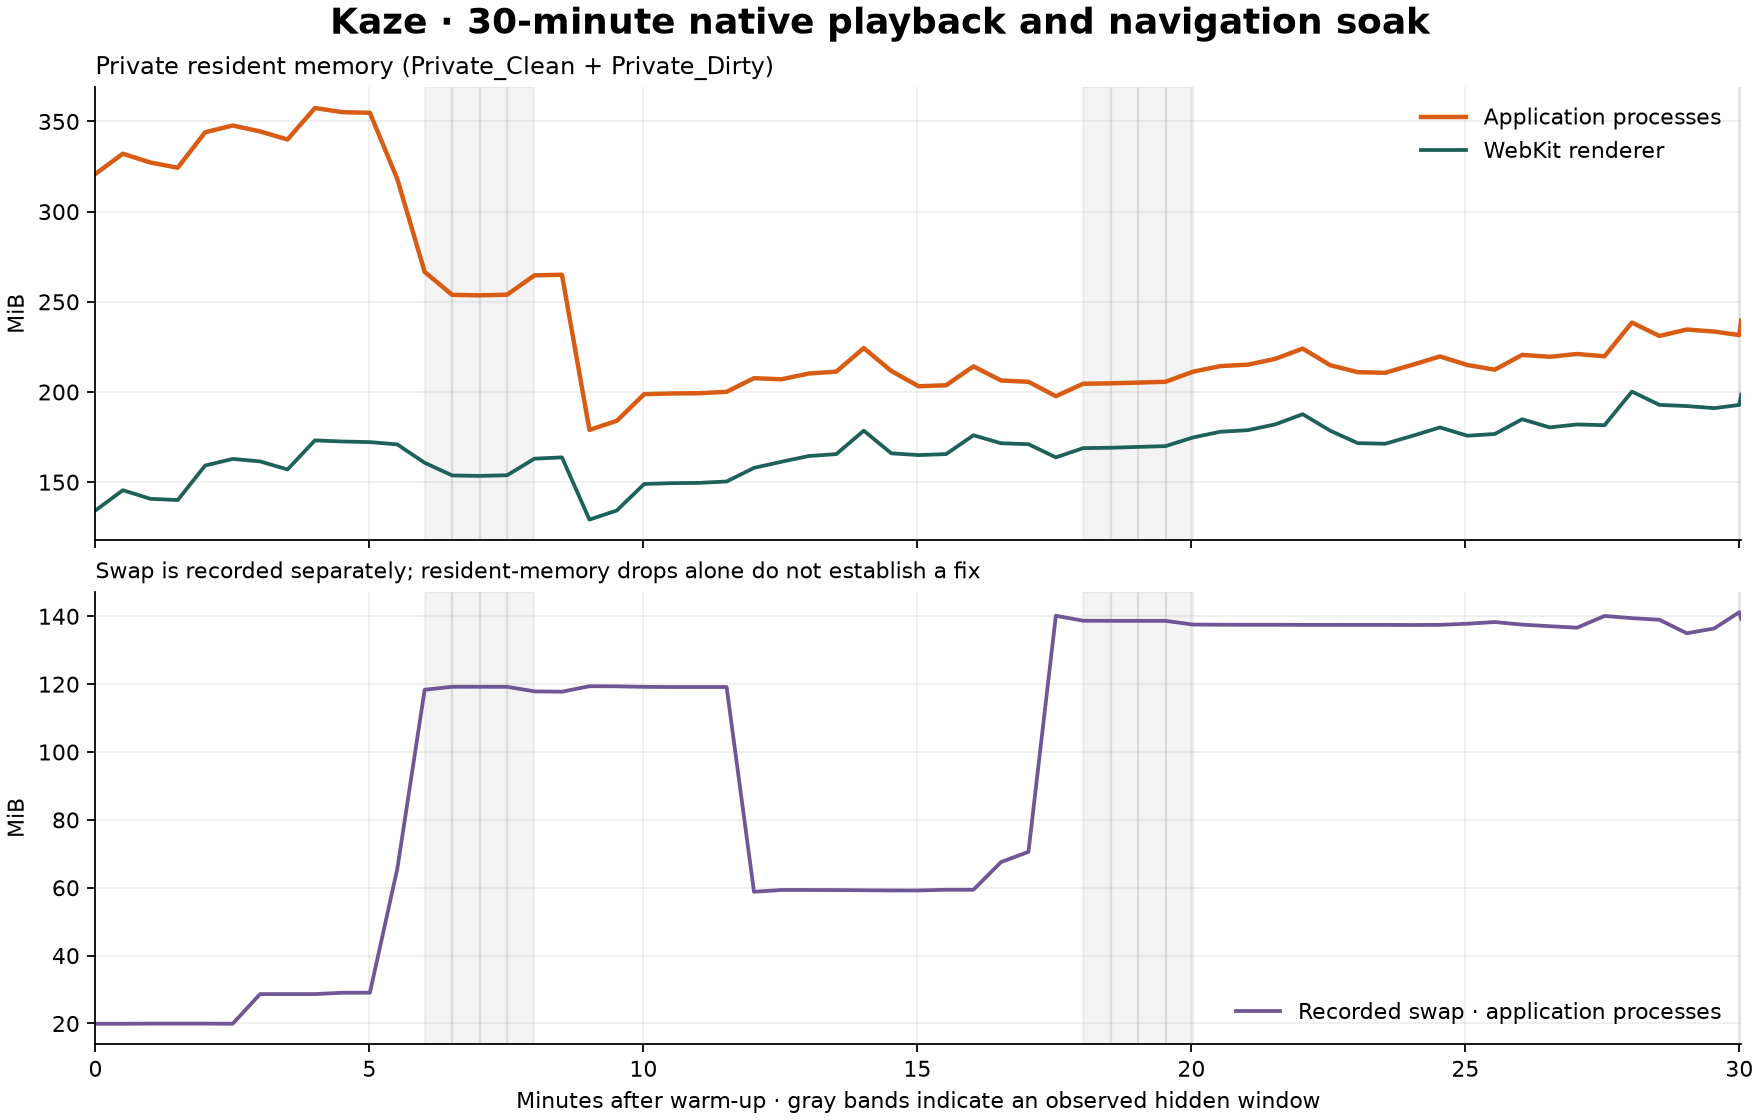 Kaze · 30-minute native playback and navigation soak
Private resident memory (Private_Clean + Private_Dirty)
Application processes
WebKit renderer
350
300
250
200
150
MiB
Swap is recorded separately; resident-memory drops alone do not establish a fix
140
120
100
80
60
40
20
MiB
Recorded swap · application processes
0 5 10 15 20 25 30
Minutes after warm-up · gray bands indicate an observed hidden window